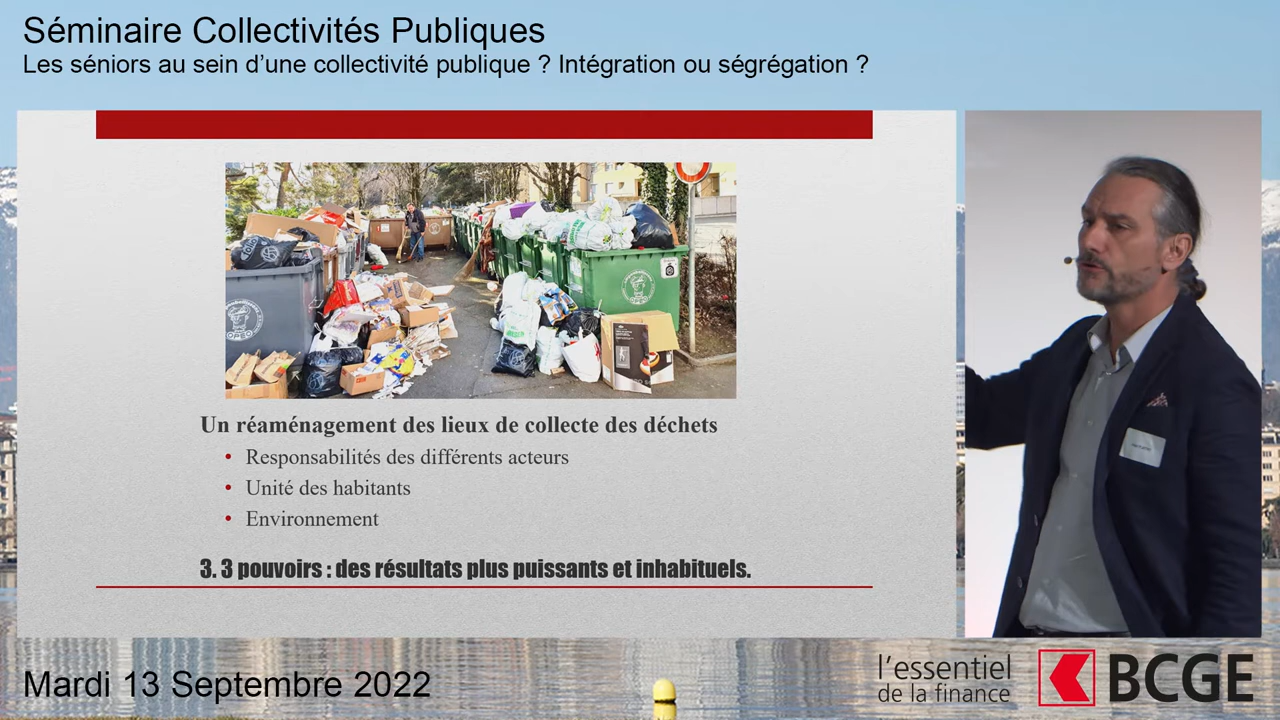 Séminaire Collectivités Publiques
Les séniors au sein d’une collectivité publique ? Intégration ou ségrégation ?
Un réaménagement des lieux de collecte des déchets
• Responsabilités des différents acteurs
• Unité des habitants
• Environnement
3. 3 pouvoirs : des résultats plus puissants et inhabituels.
Mardi 13 Septembre 2022
l’essentiel
de la finance
BCGE